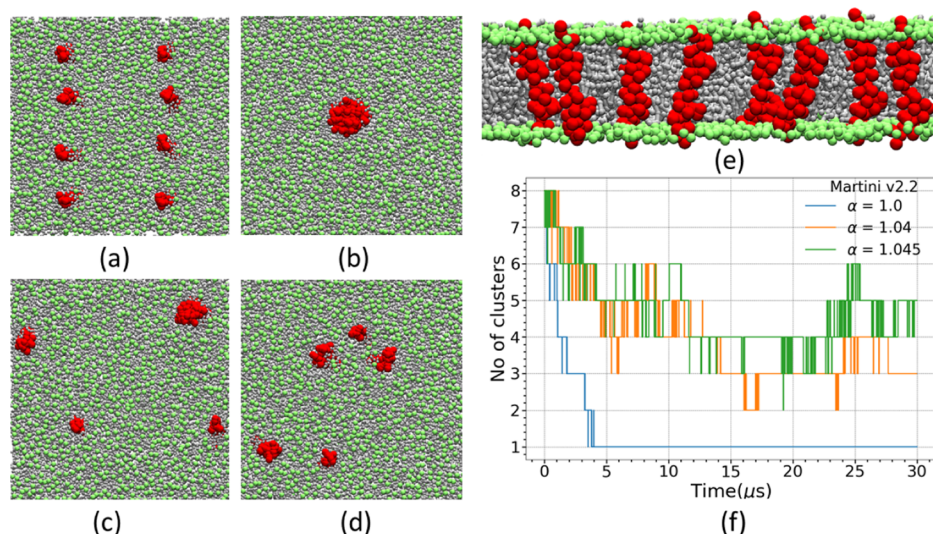 (a)
(b)
(c)
(d)
(e)
Martini v2.2
α = 1.0
α = 1.04
α = 1.045
No of clusters
8
7
6
5
4
3
2
1
0
5
10
15
20
25
30
Time(μs)
(f)